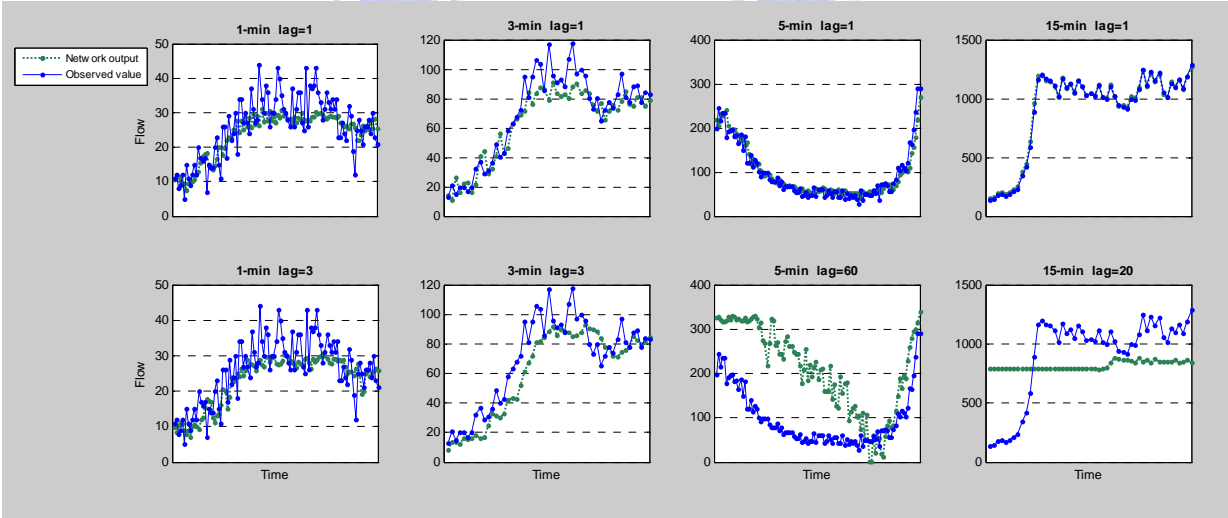 1-min lag=1
3-min lag=1
5-min lag=1
15-min lag=1
Netw ork output
Observed value
Flow
50
40
30
20
10
0
120
100
80
60
40
20
0
400
300
200
100
0
1500
1000
500
0
1-min lag=3
3-min lag=3
5-min lag=60
15-min lag=20
Flow
50
40
30
20
10
0
120
100
80
60
40
20
0
400
300
200
100
0
1500
1000
500
0
Time
Time
Time
Time